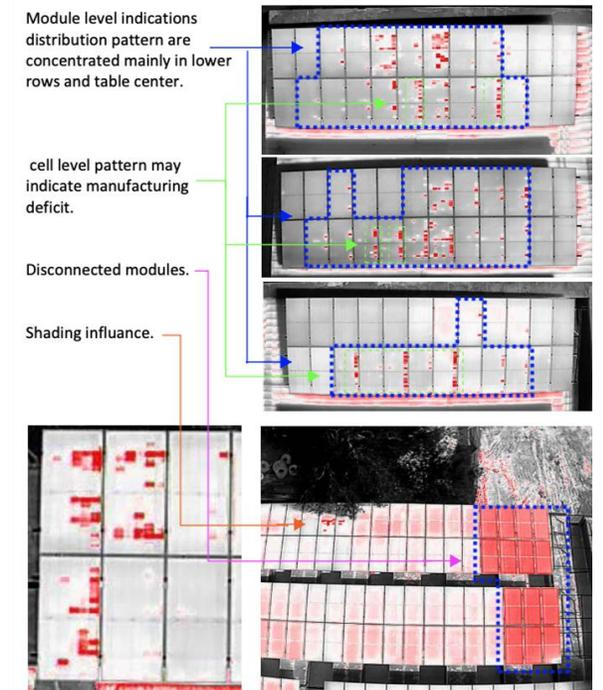 Module level indications
distribution pattern are
concentrated mainly in lower
rows and table center.
cell level pattern may
indicate manufacturing
deficit.
Disconnected modules.
Shading influance.